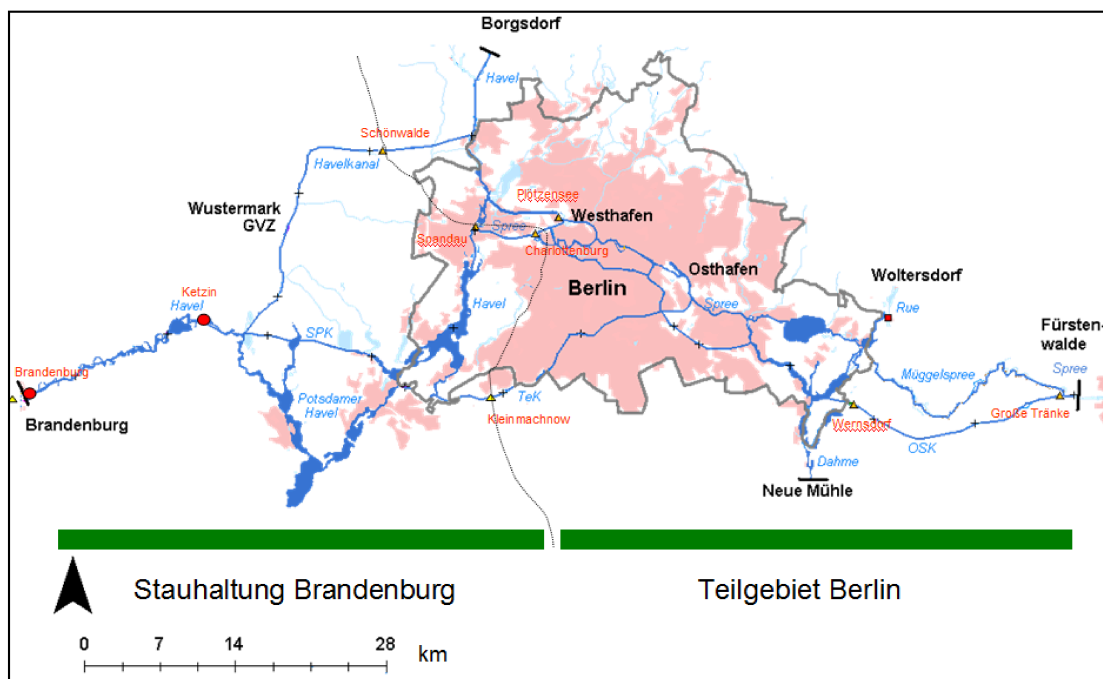 Borgsdorf
Havel
Schönwalde
Havelkanal
Plötzensee
Wustermark
GVZ
Westhafen
Spree
Spandau
Charlottenburg
Osthafen
Woltersdorf
Berlin
Ketzin
Havel
Havel
Spree
Rue
Fürsten-
walde
SPK
Spree
Müggelspree
Brandenburg
Potsdamer
Havel
TeK
Brandenburg
Kleinmachnow
Wernsdorf
Große Tränke
OSK
Dahme
Neue Mühle
Stauhaltung Brandenburg
Teilgebiet Berlin
0 7 14 28
km